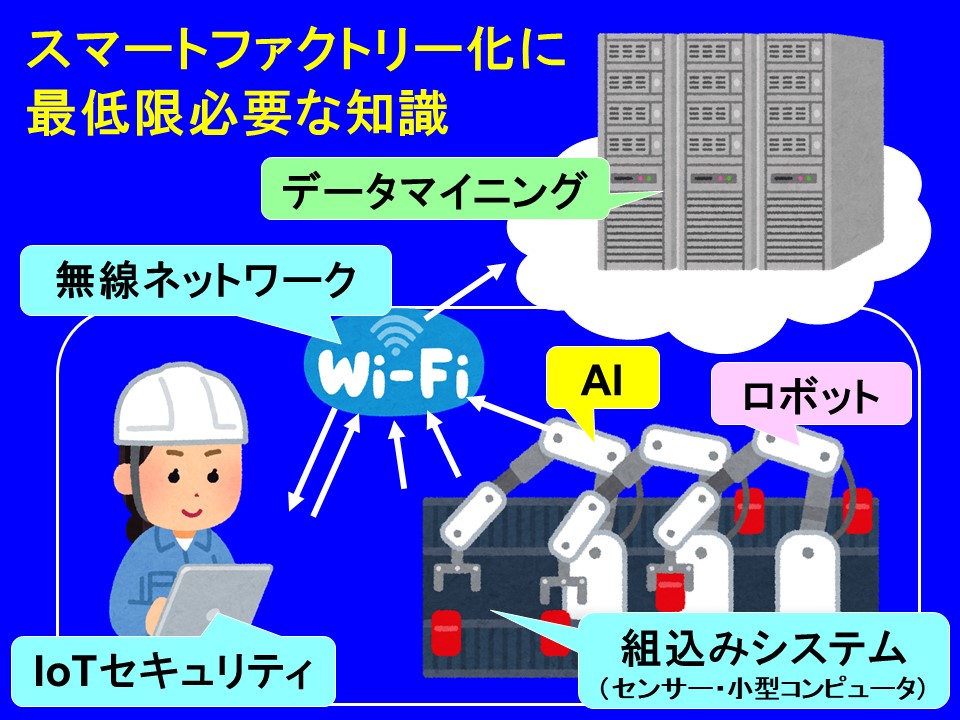 スマートファクトリー化に
最低限必要な知識
データマイニング
無線ネットワーク
Wi-Fi
AI
ロボット
IoTセキュリティ
組込みシステム
（センサー・小型コンピュータ）